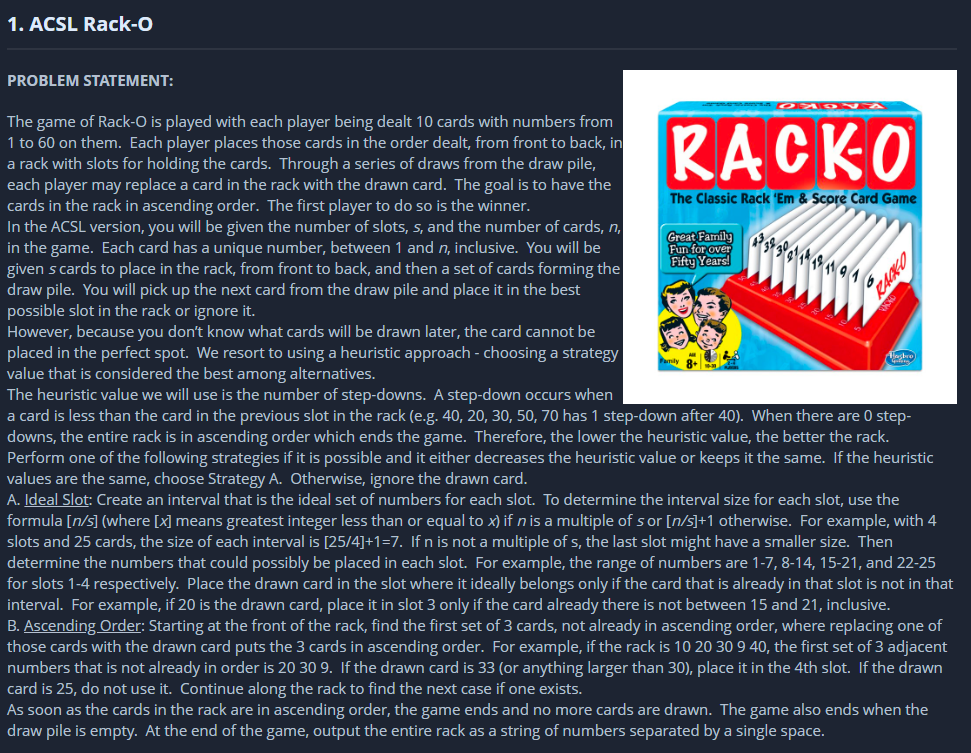 1. ACSL Rack-O
PROBLEM STATEMENT:
The game of Rack-O is played with each player being dealt 10 cards with numbers from
1 to 60 on them.  Each player places those cards in the order dealt, from front to back, in
a rack with slots for holding the cards.  Through a series of draws from the draw pile,
each player may replace a card in the rack with the drawn card.  The goal is to have the
cards in the rack in ascending order.  The first player to do so is the winner.
In the ACSL version, you will be given the number of slots, s, and the number of cards, n,
in the game.  Each card has a unique number, between 1 and n, inclusive.  You will be
given s cards to place in the rack, from front to back, and then a set of cards forming the
draw pile.  You will pick up the next card from the draw pile and place it in the best
possible slot in the rack or ignore it.
However, because you don't know what cards will be drawn later, the card cannot be
placed in the perfect spot.  We resort to using a heuristic approach - choosing a strategy
value that is considered the best among alternatives.
The heuristic value we will use is the number of step-downs.  A step-down occurs when
a card is less than the card in the previous slot in the rack (e.g. 40, 20, 30, 50, 70 has 1 step-down after 40).  When there are 0 step-
downs, the entire rack is in ascending order which ends the game.  Therefore, the lower the heuristic value, the better the rack.
Perform one of the following strategies if it is possible and it either decreases the heuristic value or keeps it the same.  If the heuristic
values are the same, choose Strategy A.  Otherwise, ignore the drawn card.
A. Ideal Slot: Create an interval that is the ideal set of numbers for each slot.  To determine the interval size for each slot, use the
formula [n/s] (where [x] means greatest integer less than or equal to x) if n is a multiple of s or [n/s]+1 otherwise.  For example, with 4
slots and 25 cards, the size of each interval is [25/4]+1=7.  If n is not a multiple of s, the last slot might have a smaller size.  Then
determine the numbers that could possibly be placed in each slot.  For example, the range of numbers are 1-7, 8-14, 15-21, and 22-25
for slots 1-4 respectively.  Place the drawn card in the slot where it ideally belongs only if the card that is already in that slot is not in that
interval.  For example, if 20 is the drawn card, place it in slot 3 only if the card already there is not between 15 and 21, inclusive.
B. Ascending Order: Starting at the front of the rack, find the first set of 3 cards, not already in ascending order, where replacing one of
those cards with the drawn card puts the 3 cards in ascending order.  For example, if the rack is 10 20 30 9 40, the first set of 3 adjacent
numbers that is not already in order is 20 30 9.  If the drawn card is 33 (or anything larger than 30), place it in the 4th slot.  If the drawn
card is 25, do not use it.  Continue along the rack to find the next case if one exists.
As soon as the cards in the rack are in ascending order, the game ends and no more cards are drawn.  The game also ends when the
draw pile is empty.  At the end of the game, output the entire rack as a string of numbers separated by a single space.
RACK-O
The Classic Rack 'Em & Score Card Game
Great Family
Fun for over
Fifty Years!
RACK-O
Family
8+
Hasbro